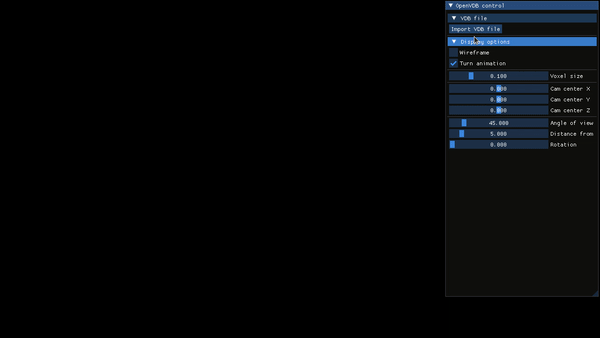 OpenVDB control
VDB file
Import VDB file
Display options
Wireframe
Turn animation
0.100 Voxel size
0.000 Cam center X
0.000 Cam center Y
0.000 Cam center Z
45.000 Angle of view
5.000 Distance from
0.000 Rotation